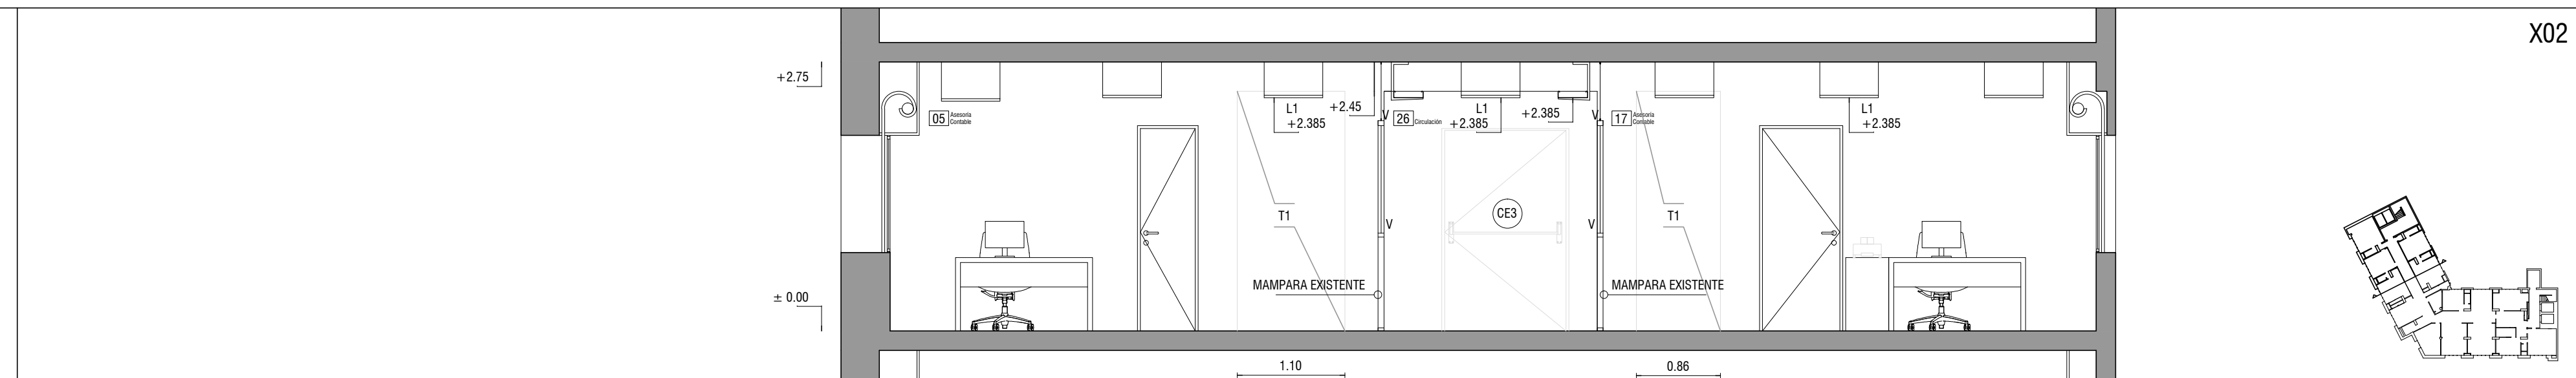 X02
+2.75
05 Asesoría
Contable
L1
+2.385
+2.45
V
26 Circulación
L1
+2.385
+2.385
V
17 Asesoría
Contable
L1
+2.385
T1
V
CE3
V
T1
MAMPARA EXISTENTE
MAMPARA EXISTENTE
± 0.00
1.10
0.86